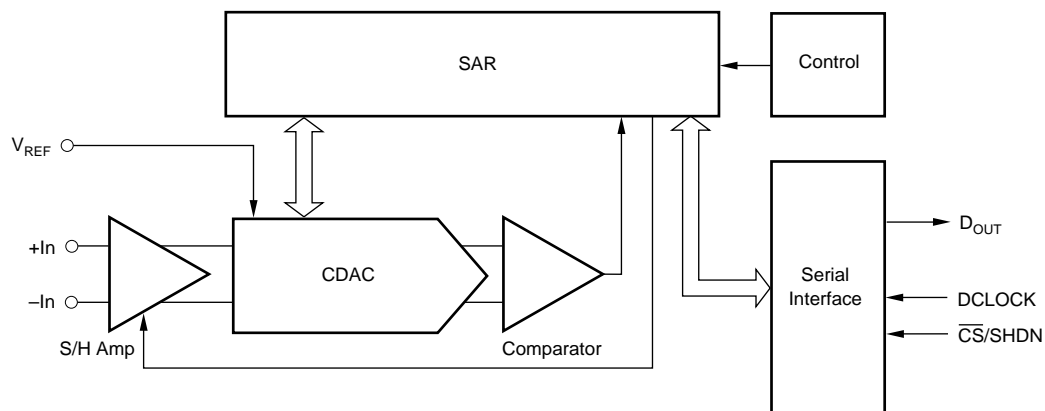 SAR
Control
VREF
+In
–In
CDAC
S/H Amp
Comparator
Serial
Interface
DOUT
DCLOCK
CS/SHDN